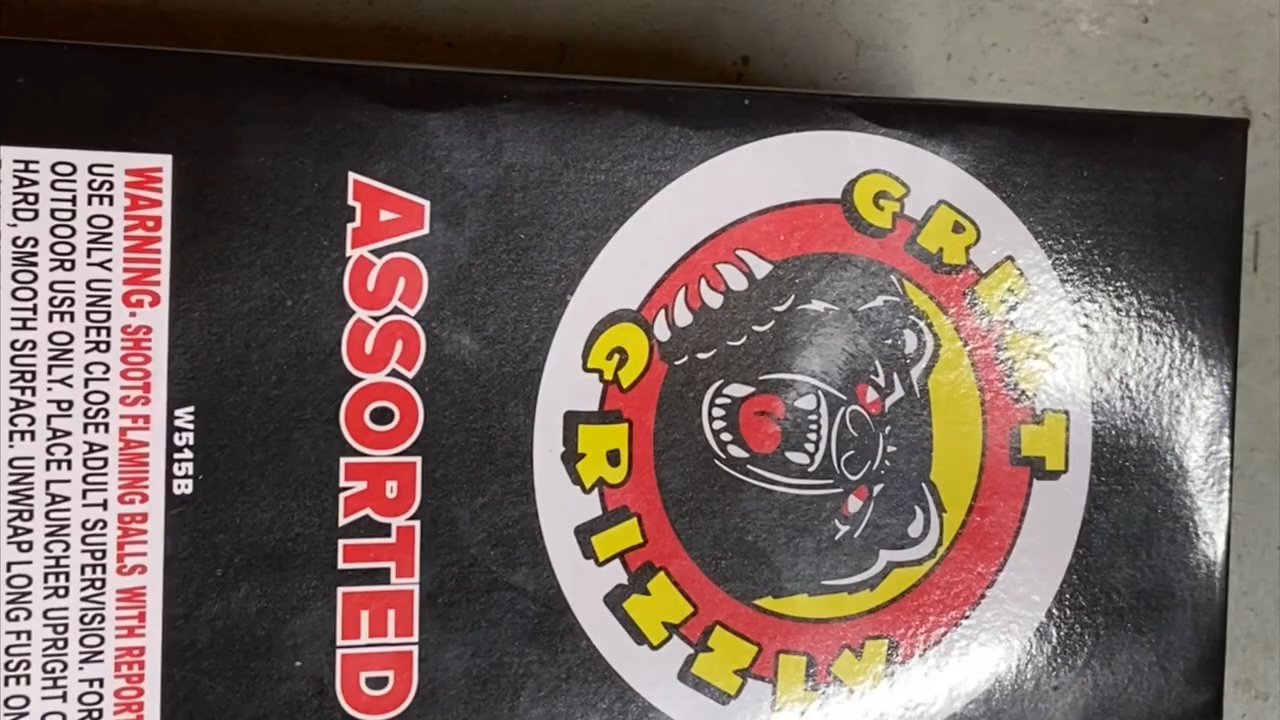 GREAT
GRIZZLY
ASSORTED
W515B
WARNING: SHOOTS FLAMING BALLS WITH REPORT
USE ONLY UNDER CLOSE ADULT SUPERVISION. FOR
OUTDOOR USE ONLY. PLACE LAUNCHER UPRIGHT
HARD, SMOOTH SURFACE. UNWRAP LONG FUSE